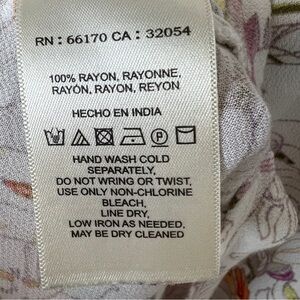 RN : 66170 CA : 32054
100% RAYON, RAYONNE,
RAYÓN, RAYON, REYON
HECHO EN INDIA
HAND WASH COLD
SEPARATELY,
DO NOT WRING OR TWIST,
USE ONLY NON-CHLORINE
BLEACH,
LINE DRY,
LOW IRON AS NEEDED,
MAY BE DRY CLEANED